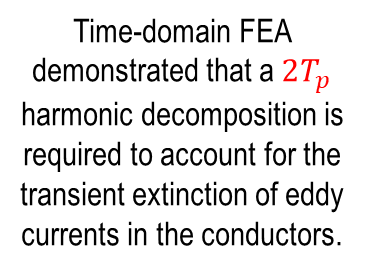 Time-domain FEA
demonstrated that a 2Tₚ
harmonic decomposition is
required to account for the
transient extinction of eddy
currents in the conductors.